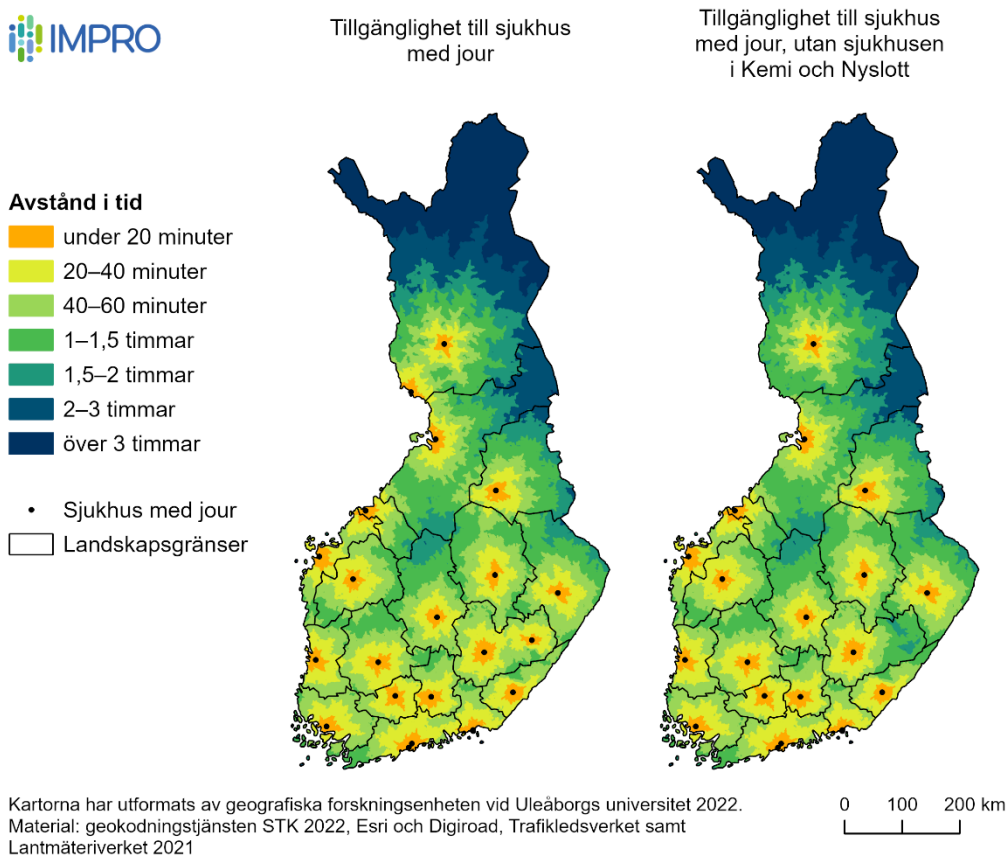 IMPRO
Tillgänglighet till sjukhus
med jour
Tillgänglighet till sjukhus
med jour, utan sjukhusen
i Kemi och Nyslott
Avstånd i tid
under 20 minuter
20–40 minuter
40–60 minuter
1–1,5 timmar
1,5–2 timmar
2–3 timmar
över 3 timmar
Sjukhus med jour
Landskapsgränser
Kartorna har utformats av geografiska forskningsenheten vid Uleåborgs universitet 2022.
Material: geokodningstjänsten STK 2022, Esri och Digiroad, Trafikledsverket samt
Lantmäteriverket 2021
0 100 200 km